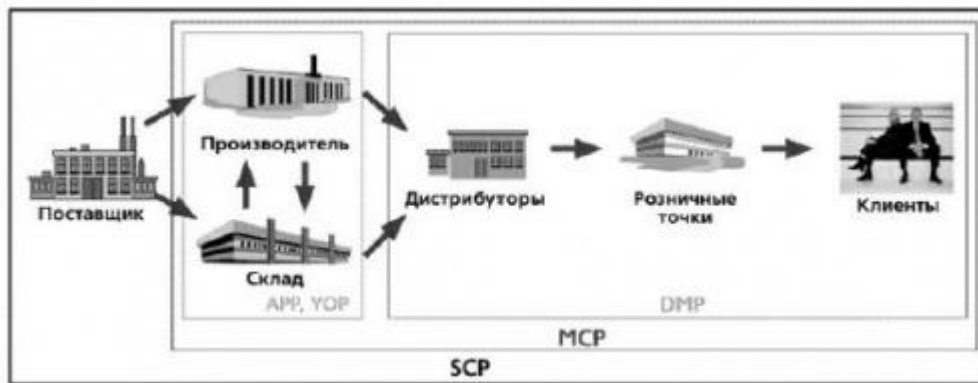 Производитель
Поставщик
Дистрибуторы
Розничные
точки
Клиенты
Склад
APP, YOP
DMP
MCP
SCP